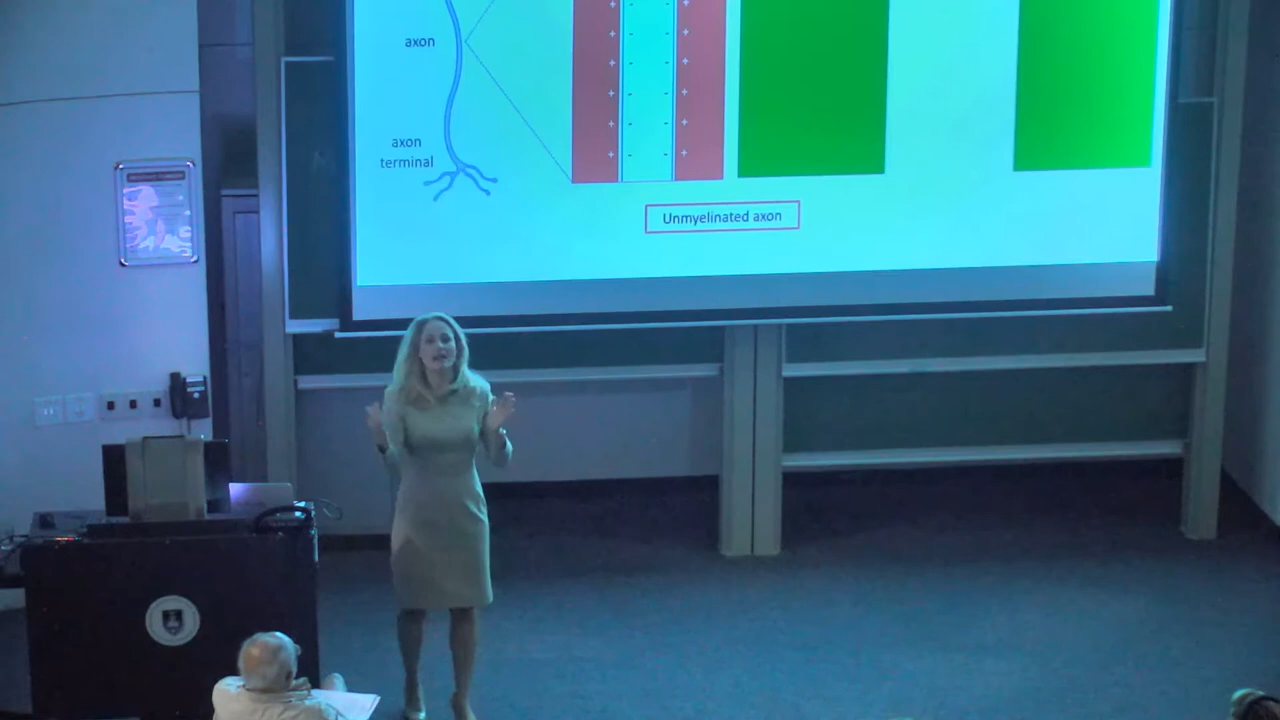 axon
axon
terminal
+ - - +
+ - - +
+ - - +
+ - - +
+ - - +
+ - - +
Unmyelinated axon